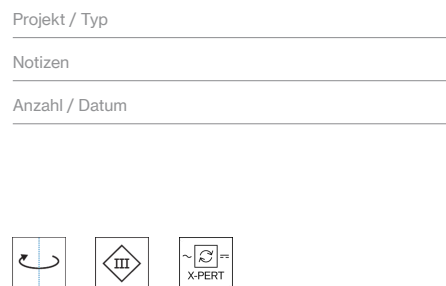 Projekt / Typ
Notizen
Anzahl / Datum
III
X-PERT